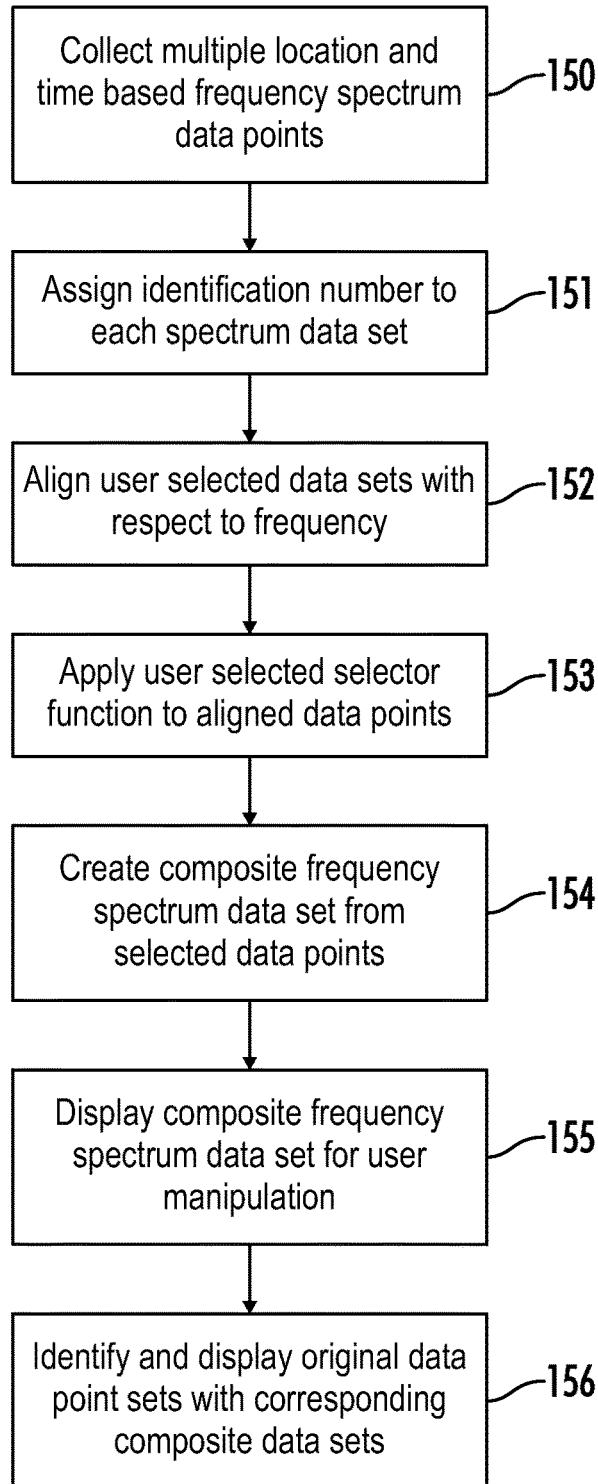 Collect multiple location and
time based frequency spectrum
data points
150
Assign identification number to
each spectrum data set
151
Align user selected data sets with
respect to frequency
152
Apply user selected selector
function to aligned data points
153
Create composite frequency
spectrum data set from
selected data points
154
Display composite frequency
spectrum data set for user
manipulation
155
Identify and display original data
point sets with corresponding
composite data sets
156